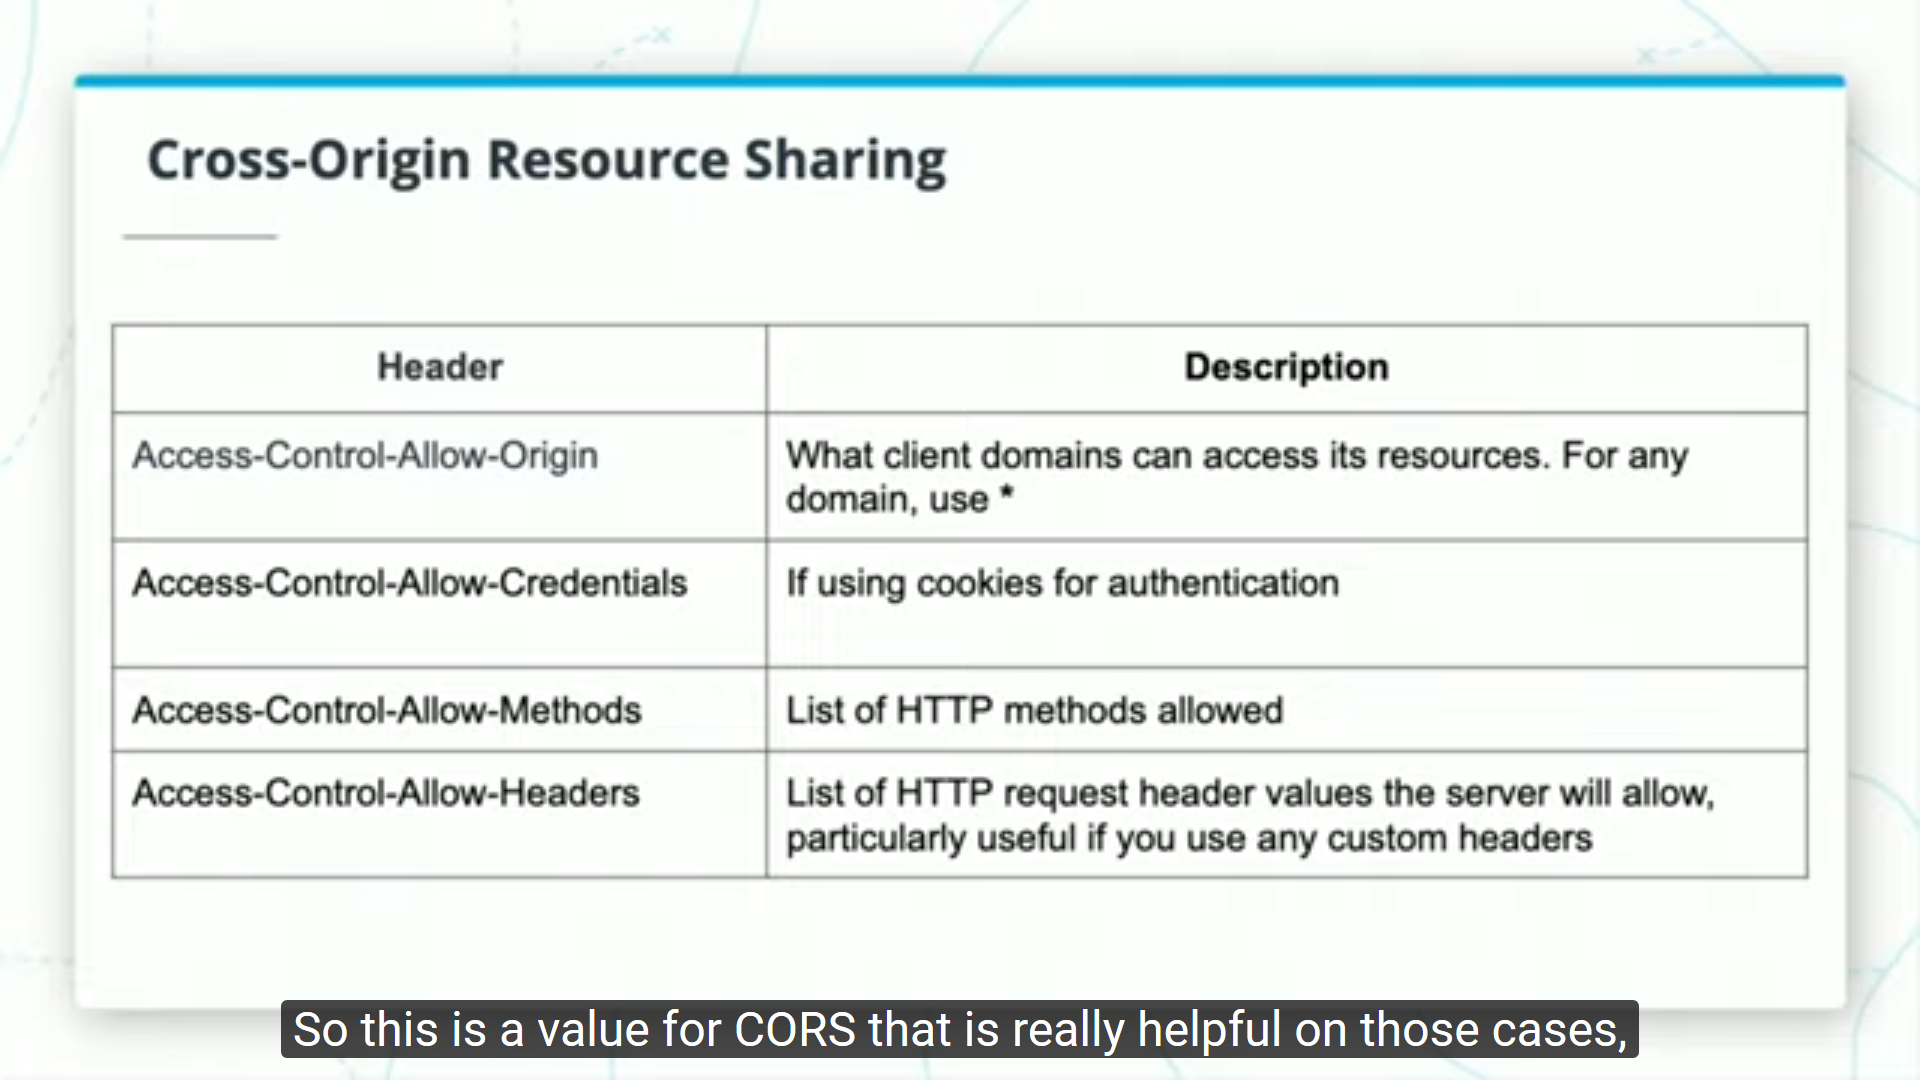 Cross-Origin Resource Sharing
Header
Description
Access-Control-Allow-Origin
What client domains can access its resources. For any
domain, use *
Access-Control-Allow-Credentials
If using cookies for authentication
Access-Control-Allow-Methods
List of HTTP methods allowed
Access-Control-Allow-Headers
List of HTTP request header values the server will allow,
particularly useful if you use any custom headers
So this is a value for CORS that is really helpful on those cases,